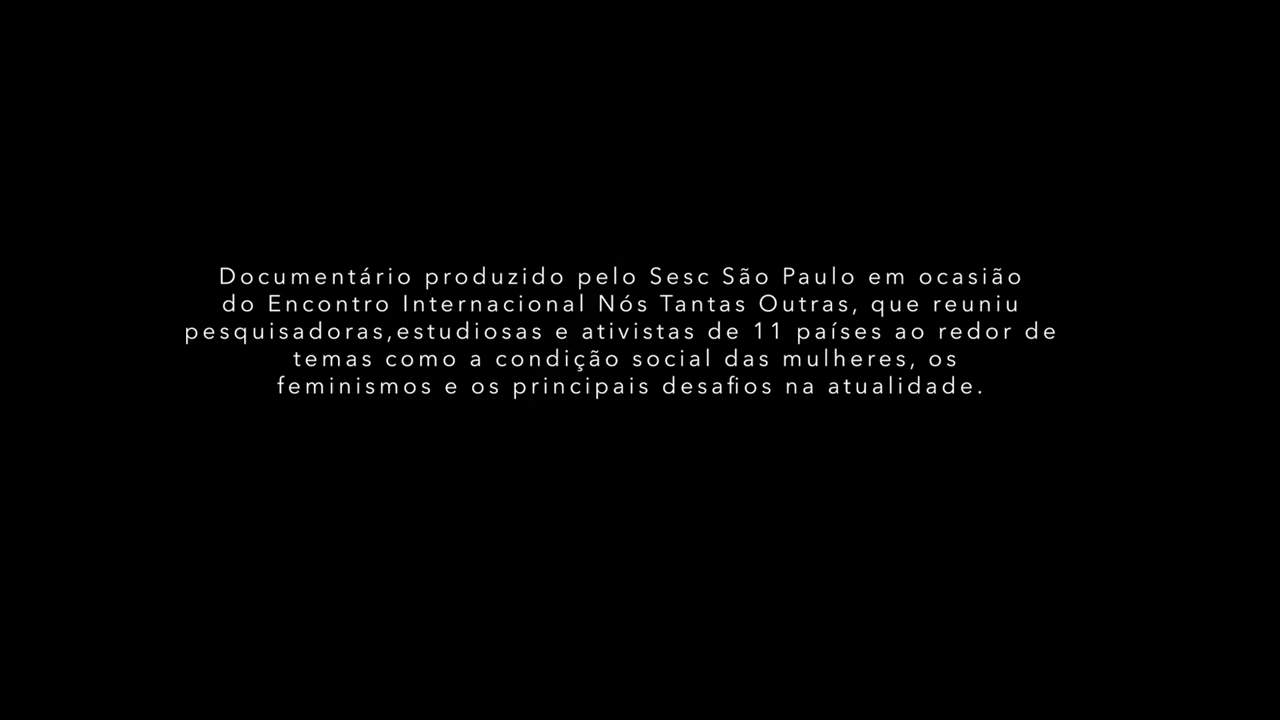 Documentário produzido pelo Sesc São Paulo em ocasião
do Encontro Internacional Nós Tantas Outras, que reuniu
pesquisadoras,estudiosas e ativistas de 11 países ao redor de
temas como a condição social das mulheres, os
feminismos e os principais desafios na atualidade.